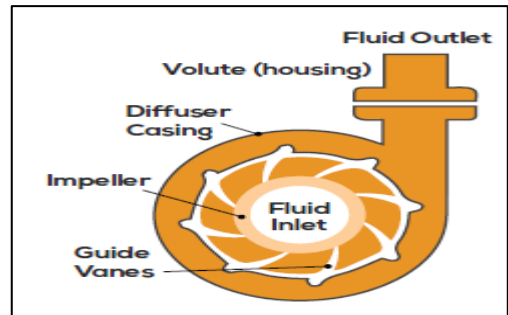 Fluid Outlet
Volute (housing)
Diffuser
Casing
Impeller
Fluid
Inlet
Guide
Vanes